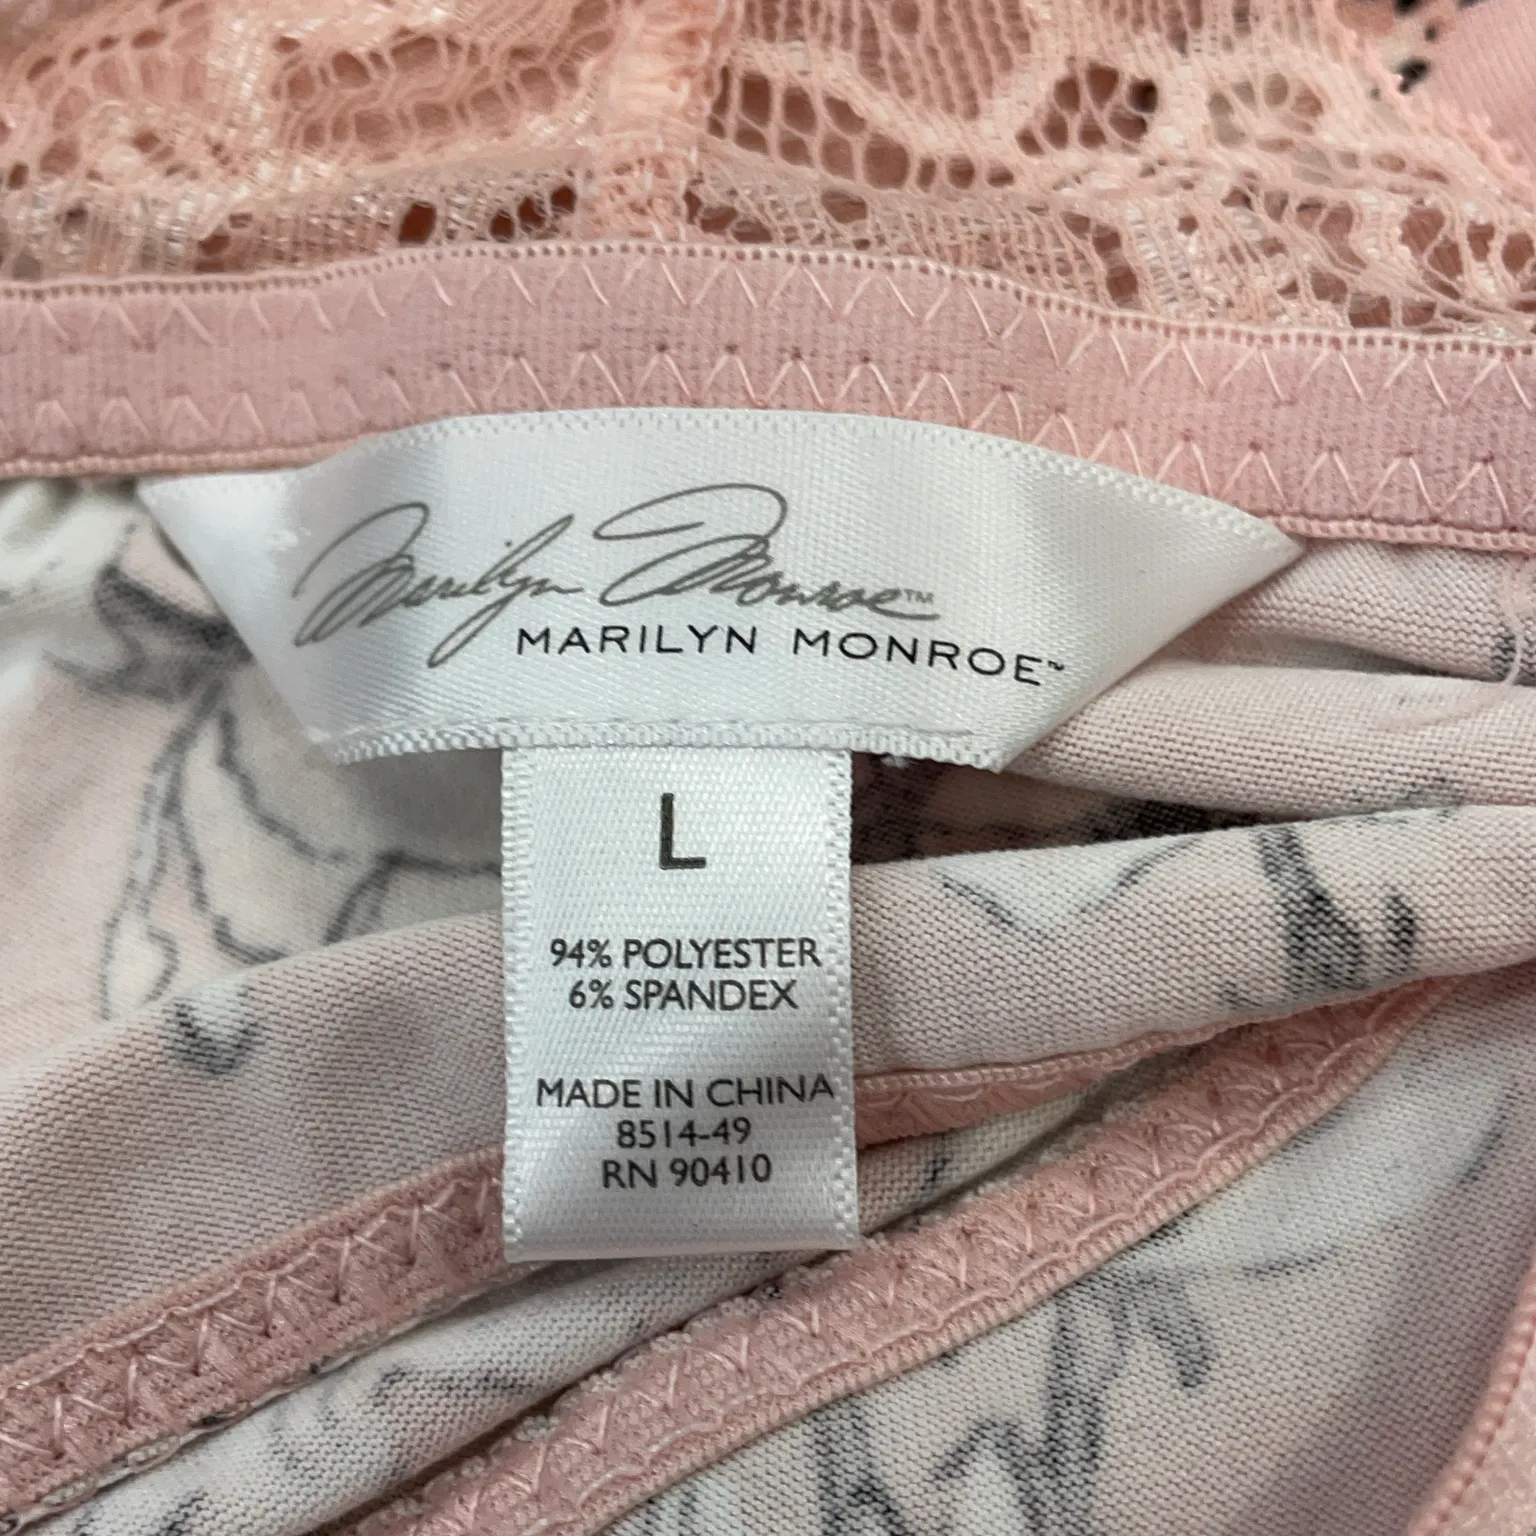 Marilyn Monroe™
MARILYN MONROE™
L
94% POLYESTER
6% SPANDEX
MADE IN CHINA
8514-49
RN 90410